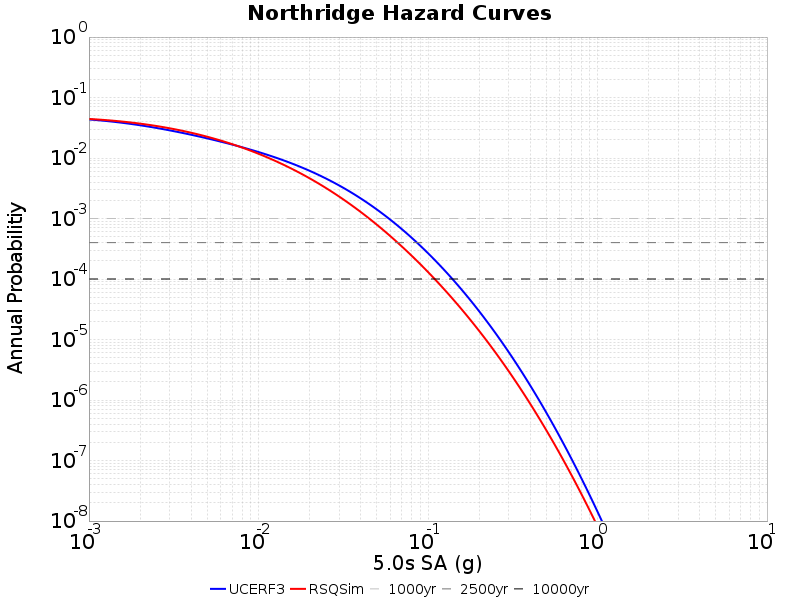 Northridge Hazard Curves
10^0
10^-1
10^-2
10^-3
10^-4
10^-5
10^-6
10^-7
10^-8
Annual Probabilitiy
10^-3 10^-2 10^-1 10^0 10^1
5.0s SA (g)
UCERF3 RSQSim 1000yr 2500yr 10000yr